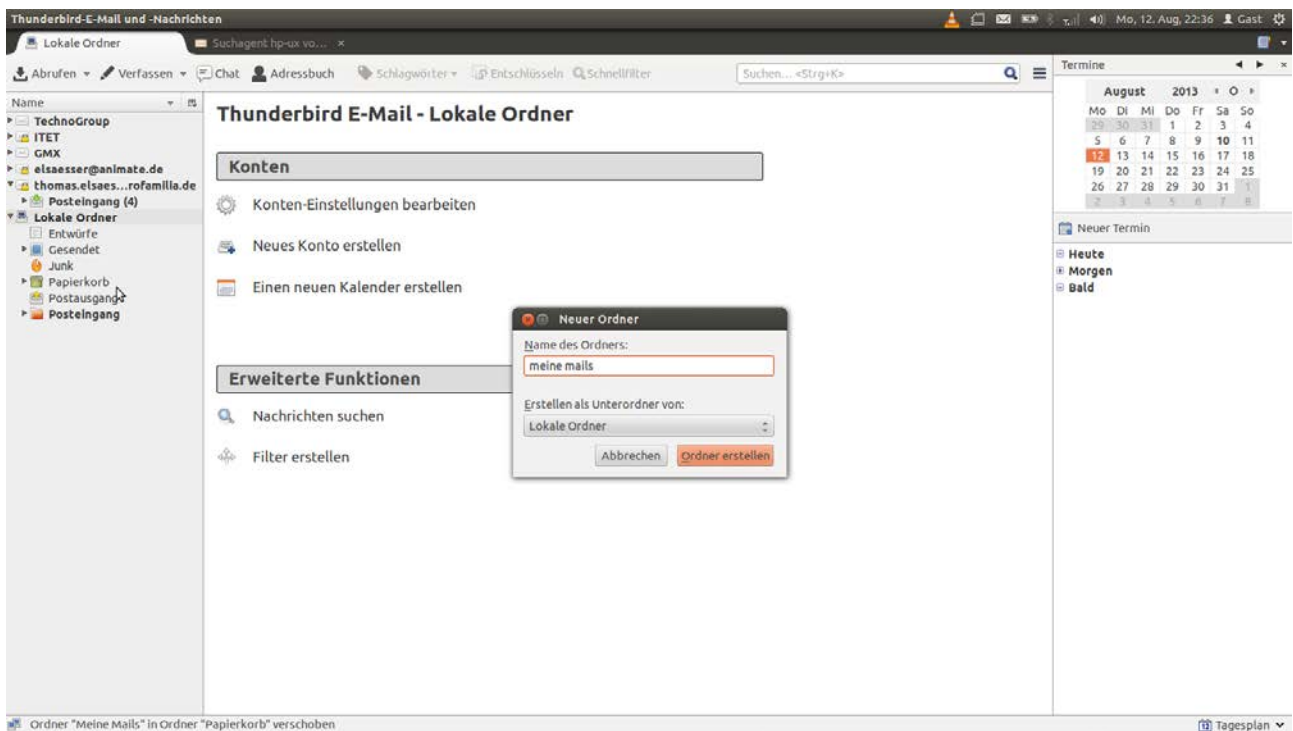 Thunderbird-E-Mail und -Nachrichten
Mo, 12. Aug, 22:36 Gast
Lokale Ordner
Suchagent hp-ux vo... ×
Abrufen Verfassen Chat Adressbuch Schlagwörter Entschlüsseln Schnellfilter
Suchen... <Strg+K>
Name
TechnoGroup
ITET
GMX
elsaesser@animate.de
thomas.elsaes...rofamilia.de
Posteingang (4)
Lokale Ordner
Entwürfe
Gesendet
Junk
Papierkorb
Postausgang
Posteingang
Thunderbird E-Mail - Lokale Ordner
Konten
Konten-Einstellungen bearbeiten
Neues Konto erstellen
Einen neuen Kalender erstellen
Erweiterte Funktionen
Nachrichten suchen
Filter erstellen
Neuer Ordner
Name des Ordners:
meine mails
Erstellen als Unterordner von:
Lokale Ordner
Abbrechen Ordner erstellen
Termine
August 2013
Mo Di Mi Do Fr Sa So
29 30 31 1 2 3 4
5 6 7 8 9 10 11
12 13 14 15 16 17 18
19 20 21 22 23 24 25
26 27 28 29 30 31 1
2 3 4 5 6 7 8
Neuer Termin
Heute
Morgen
Bald
Ordner "Meine Mails" in Ordner "Papierkorb" verschoben
12 Tagesplan